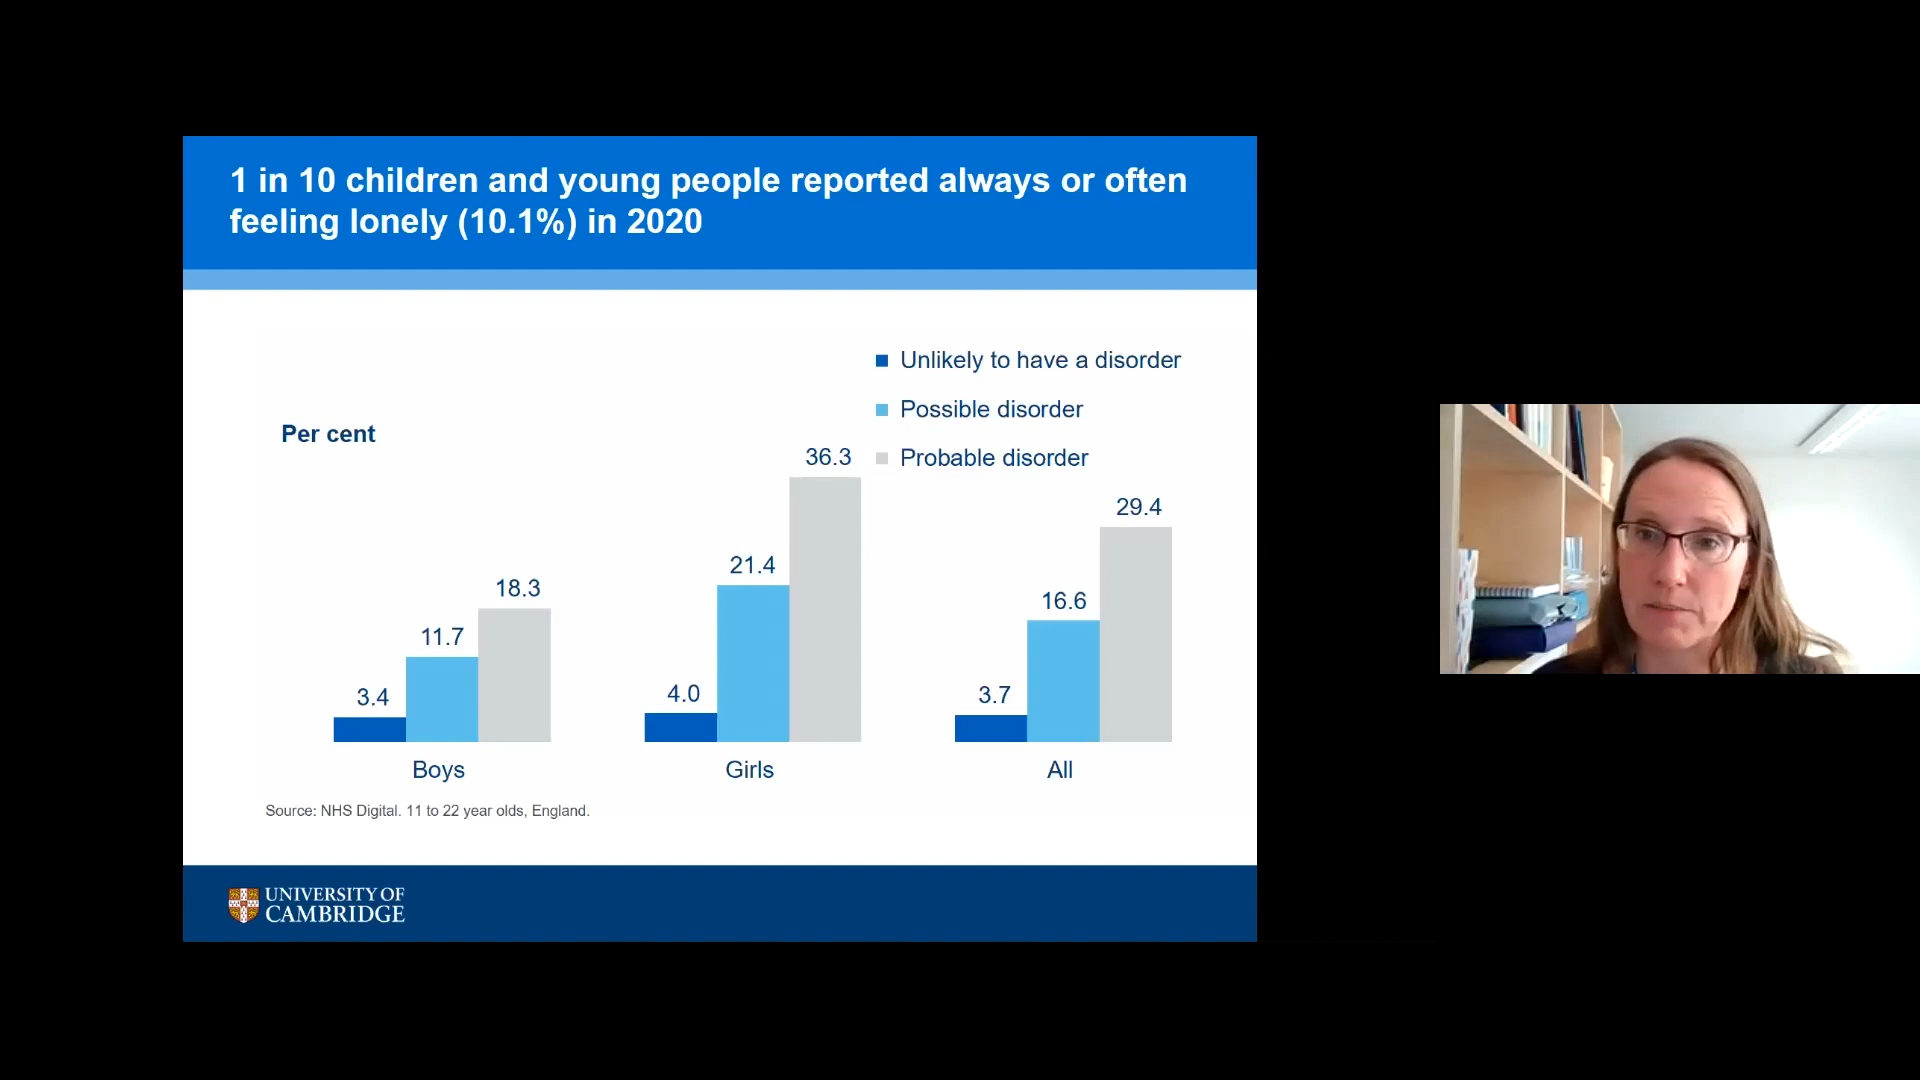 1 in 10 children and young people reported always or often
feeling lonely (10.1%) in 2020
Unlikely to have a disorder
Possible disorder
Probable disorder
Per cent
3.4
11.7
18.3
4.0
21.4
36.3
3.7
16.6
29.4
Boys
Girls
All
Source: NHS Digital. 11 to 22 year olds, England.
UNIVERSITY OF
CAMBRIDGE